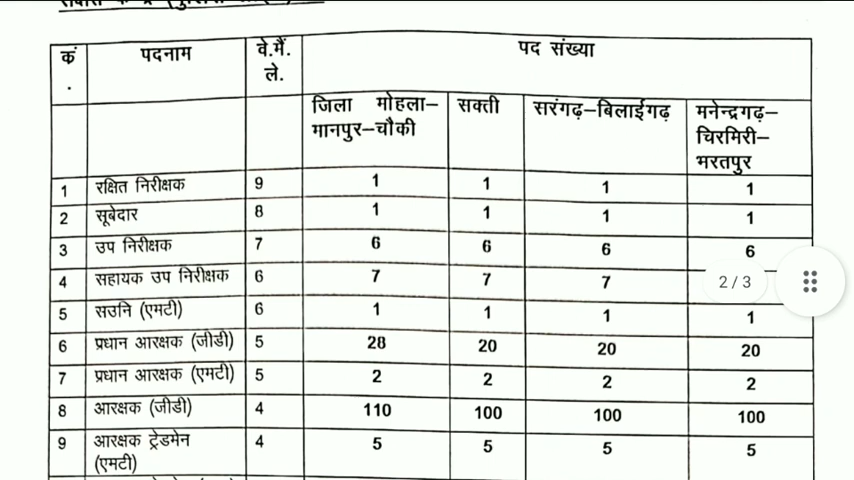 कं पदनाम वे.मैं. पद संख्या
. ले.
जिला मोहला– सक्ती सरंगढ़–बिलाईगढ़ मनेन्द्रगढ़–
मानपुर–चौकी चिरमिरी–
भरतपुर
1 रक्षित निरीक्षक 9 1 1 1 1
2 सूबेदार 8 1 1 1 1
3 उप निरीक्षक 7 6 6 6 6
4 सहायक उप निरीक्षक 6 7 7 7
2/3
5 सउनि (एमटी) 6 1 1 1 1
6 प्रधान आरक्षक (जीडी) 5 28 20 20 20
7 प्रधान आरक्षक (एमटी) 5 2 2 2 2
8 आरक्षक (जीडी) 4 110 100 100 100
9 आरक्षक ट्रेडमेन 4 5 5 5 5
(एमटी)